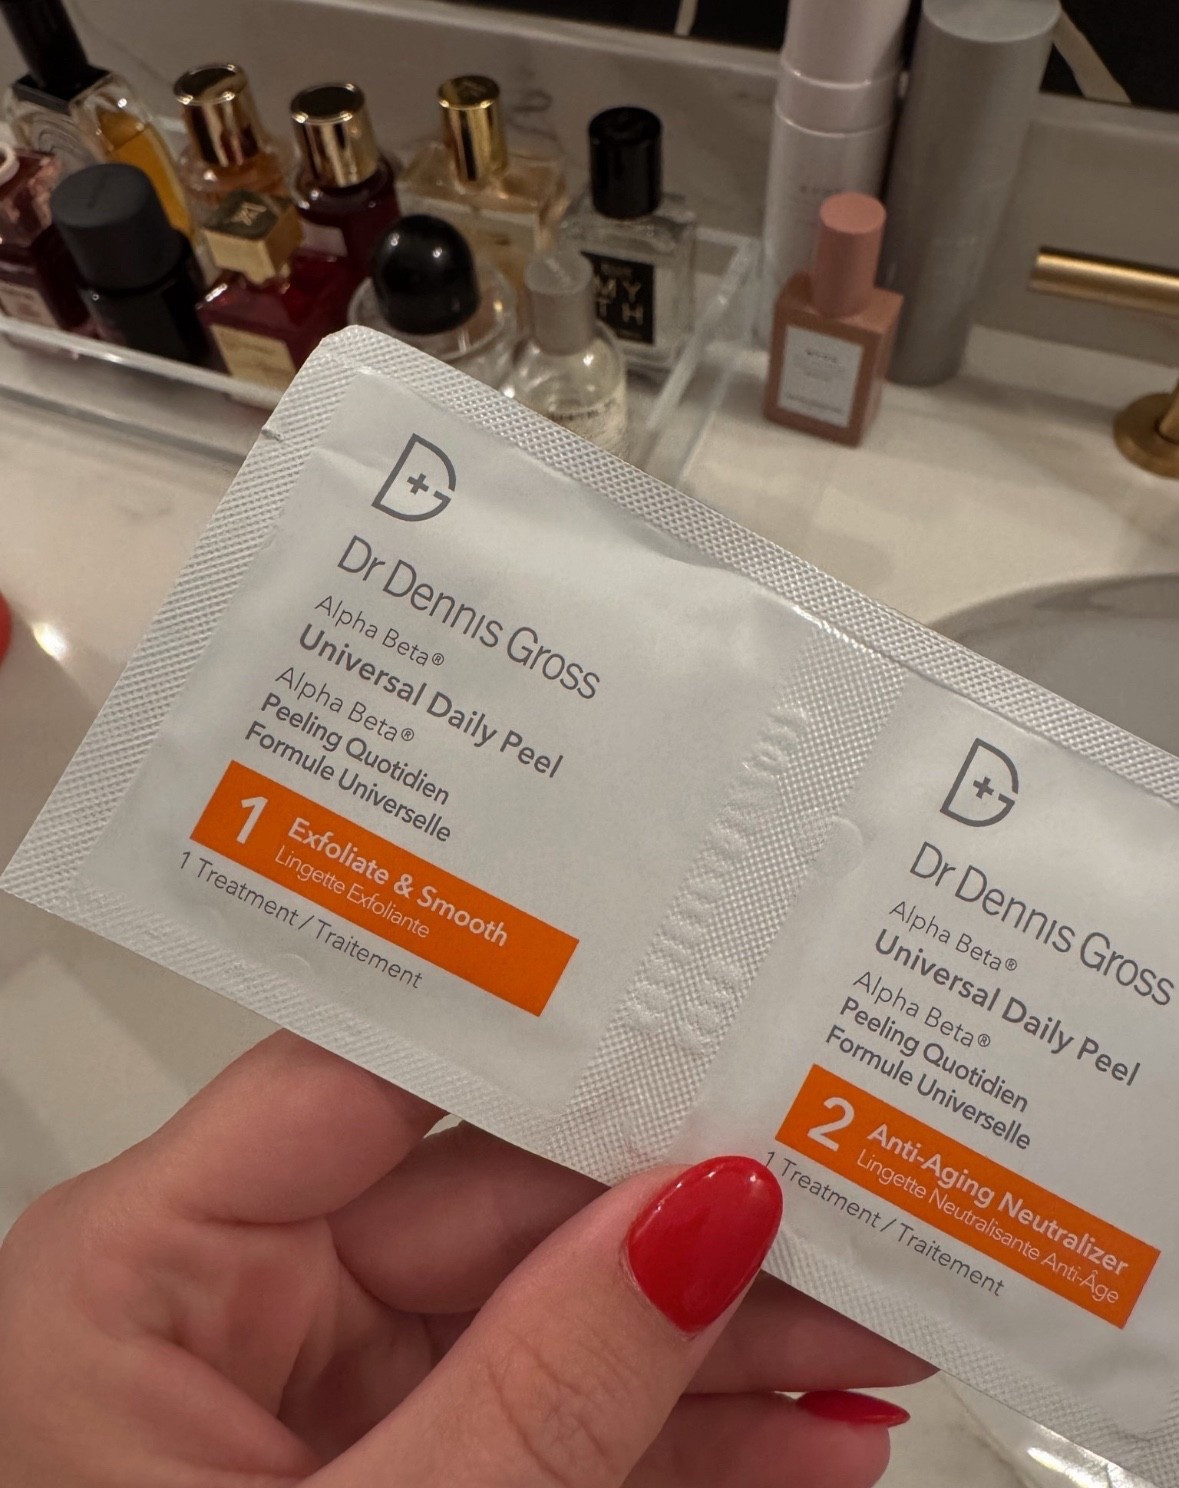 Dr Dennis Gross
Alpha Beta®
Universal Daily Peel
Alpha Beta®
Peeling Quotidien
Formule Universelle
1 Exfoliate & Smooth
Lingette Exfoliante
1 Treatment / Traitement
Dr Dennis Gross
Alpha Beta®
Universal Daily Peel
Alpha Beta®
Peeling Quotidien
Formule Universelle
2 Anti-Aging Neutralizer
Lingette Neutralisante Anti-Âge
1 Treatment / Traitement
MY
TH